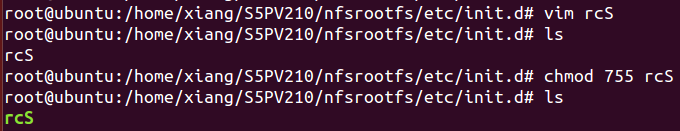 root@ubuntu:/home/xiang/S5PV210/nfsrootfs/etc/init.d# vim rcS
root@ubuntu:/home/xiang/S5PV210/nfsrootfs/etc/init.d# ls
rcS
root@ubuntu:/home/xiang/S5PV210/nfsrootfs/etc/init.d# chmod 755 rcS
root@ubuntu:/home/xiang/S5PV210/nfsrootfs/etc/init.d# ls
rcS